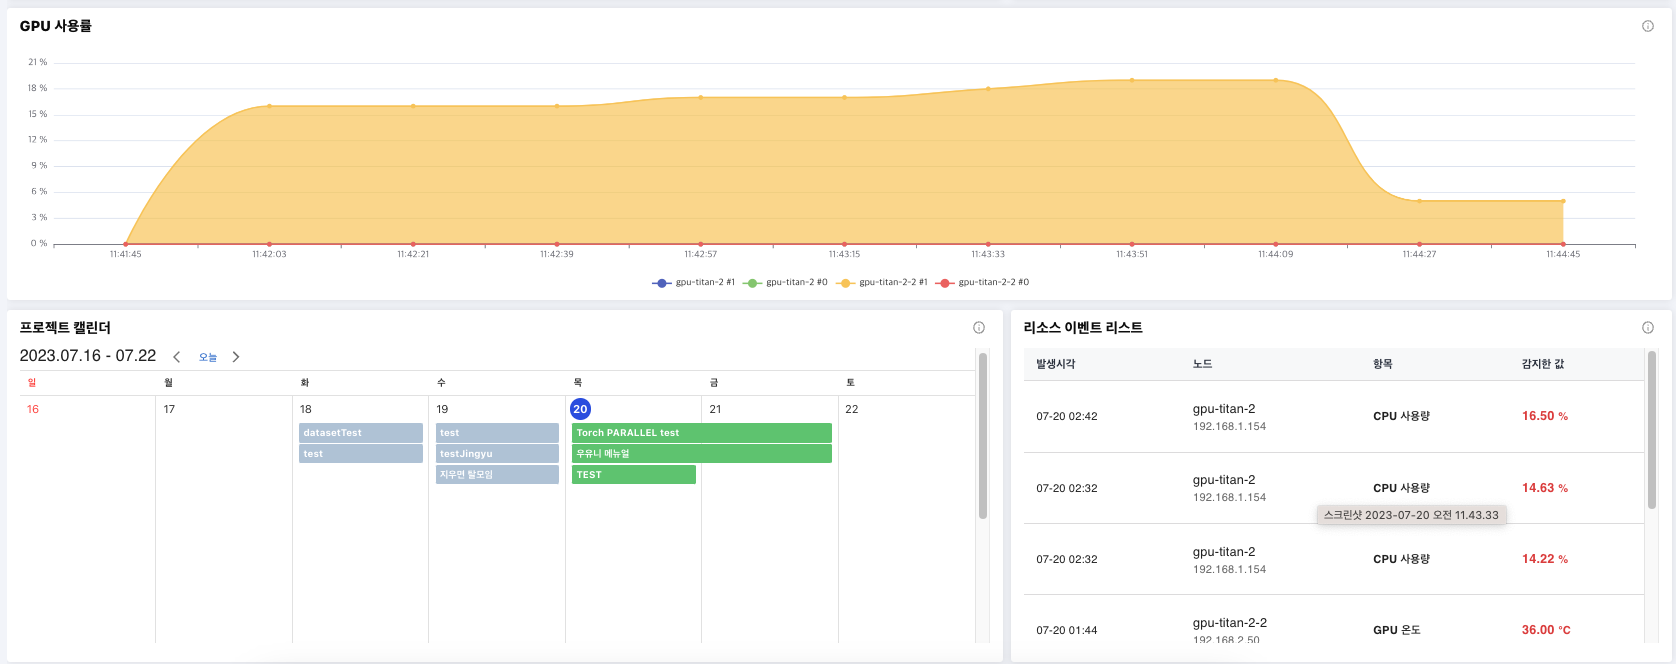 GPU 사용률
21 %
18 %
15 %
12 %
9 %
6 %
3 %
0 %
11:41:45 11:42:03 11:42:21 11:42:39 11:42:57 11:43:15 11:43:33 11:43:51 11:44:09 11:44:27 11:44:45
gpu-titan-2 #1 gpu-titan-2 #0 gpu-titan-2-2 #1 gpu-titan-2-2 #0
프로젝트 캘린더
2023.07.16 - 07.22 오늘
일 월 화 수 목 금 토
16 17 18 19 20 21 22
datasetTest test Torch PARALLEL test
test testJingyu 우유니 메뉴얼
지우면 탈모임 TEST
리소스 이벤트 리스트
발생시각 노드 항목 감지한 값
07-20 02:42 gpu-titan-2 CPU 사용량 16.50 %
192.168.1.154
07-20 02:32 gpu-titan-2 CPU 사용량 14.63 %
192.168.1.154
스크린샷 2023-07-20 오전 11.43.33
07-20 02:32 gpu-titan-2 CPU 사용량 14.22 %
192.168.1.154
07-20 01:44 gpu-titan-2-2 GPU 온도 36.00 °C
192.168.2.50